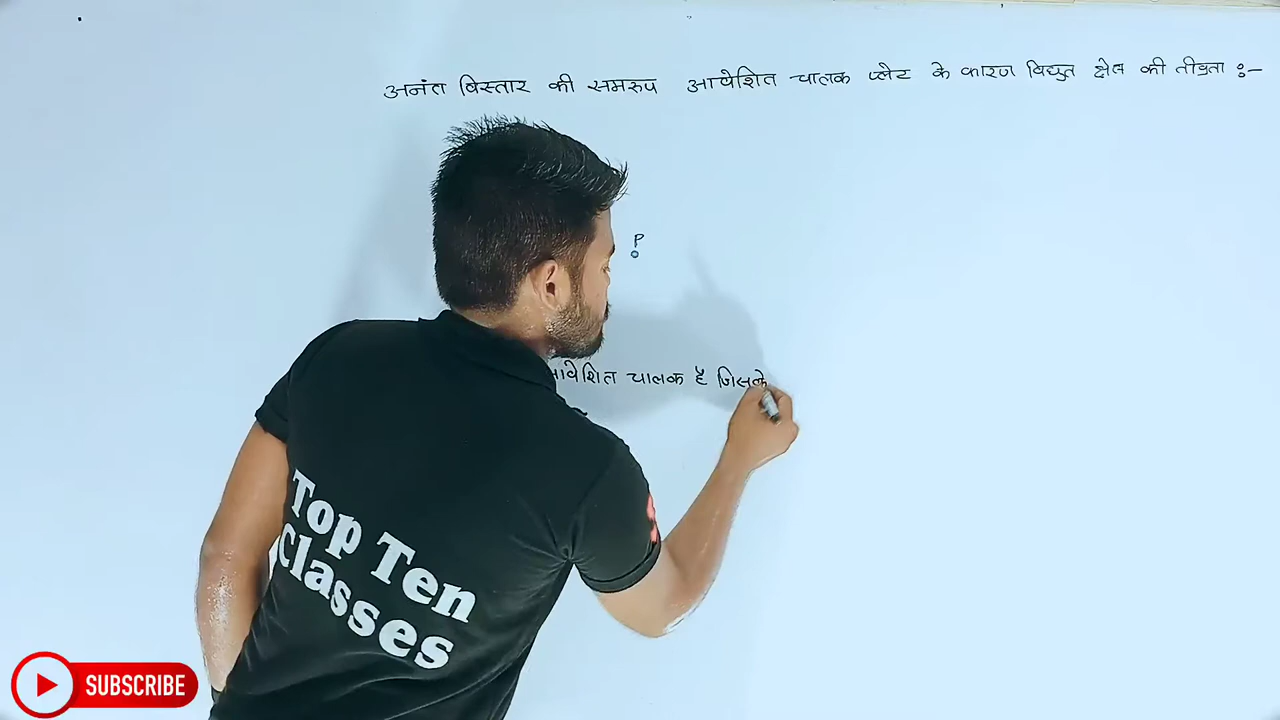 अनंत विस्तार की समरुप आवेशित चालक प्लेट के कारण विद्युत क्षेत्र की तीव्रता :-
P
आवेशित चालक है जिसके
Top Ten
Classes
SUBSCRIBE